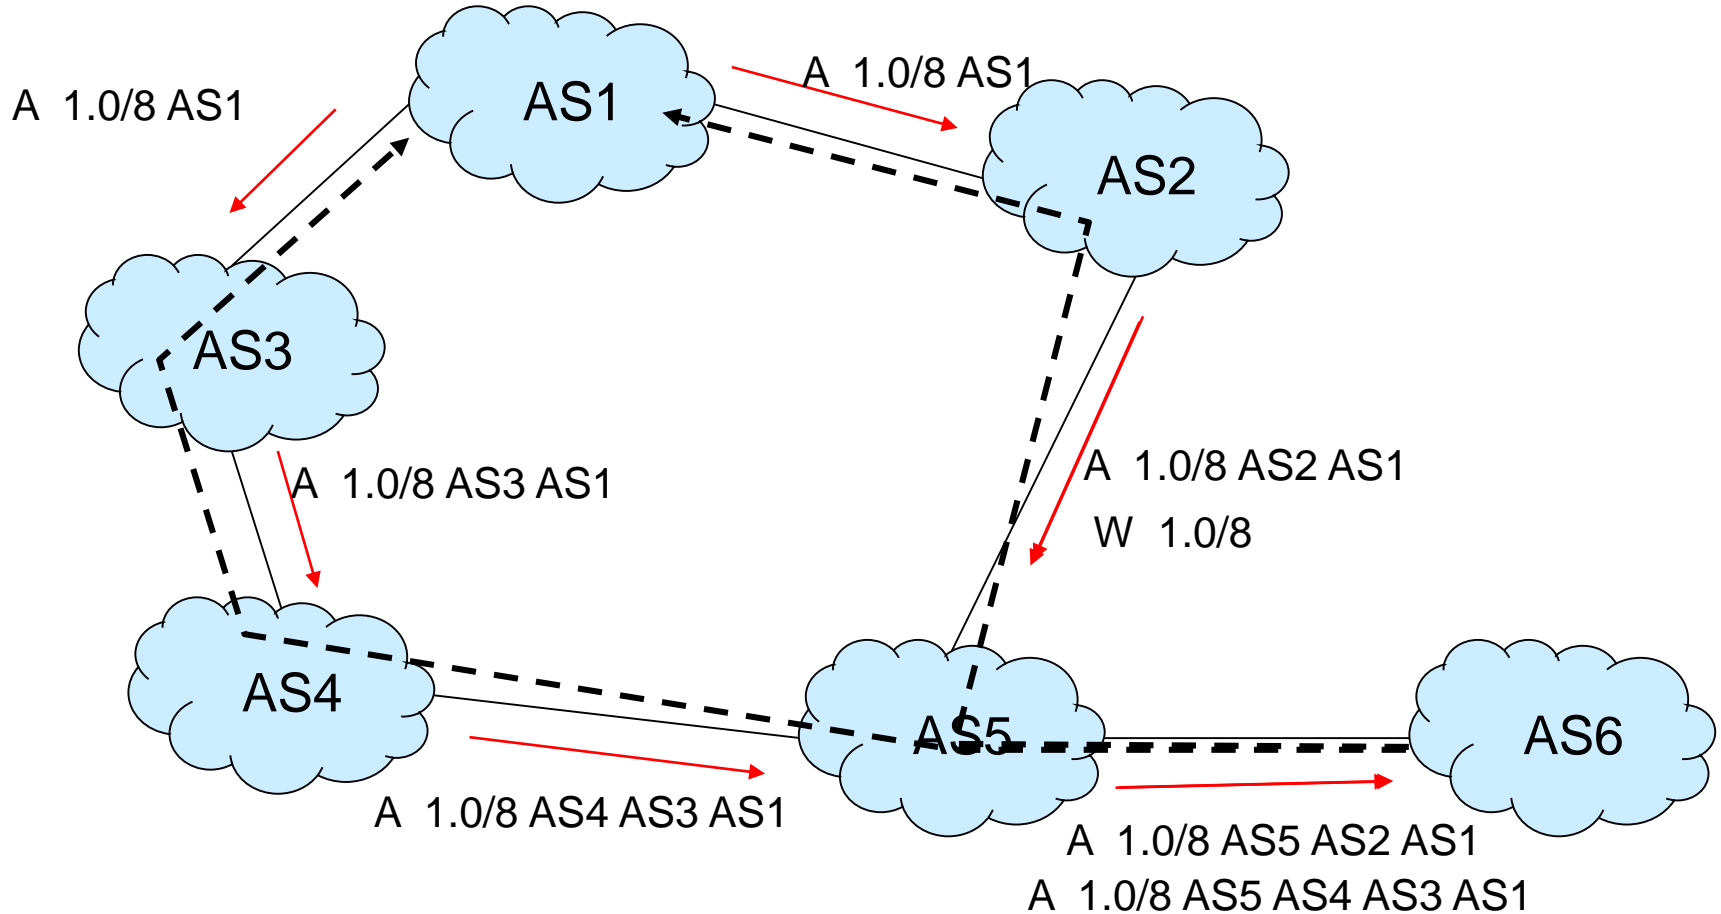 AS1
A 1.0/8 AS1
A 1.0/8 AS1
AS2
AS3
A 1.0/8 AS3 AS1
A 1.0/8 AS2 AS1
W 1.0/8
AS4
AS5
AS6
A 1.0/8 AS4 AS3 AS1
A 1.0/8 AS5 AS2 AS1
A 1.0/8 AS5 AS4 AS3 AS1